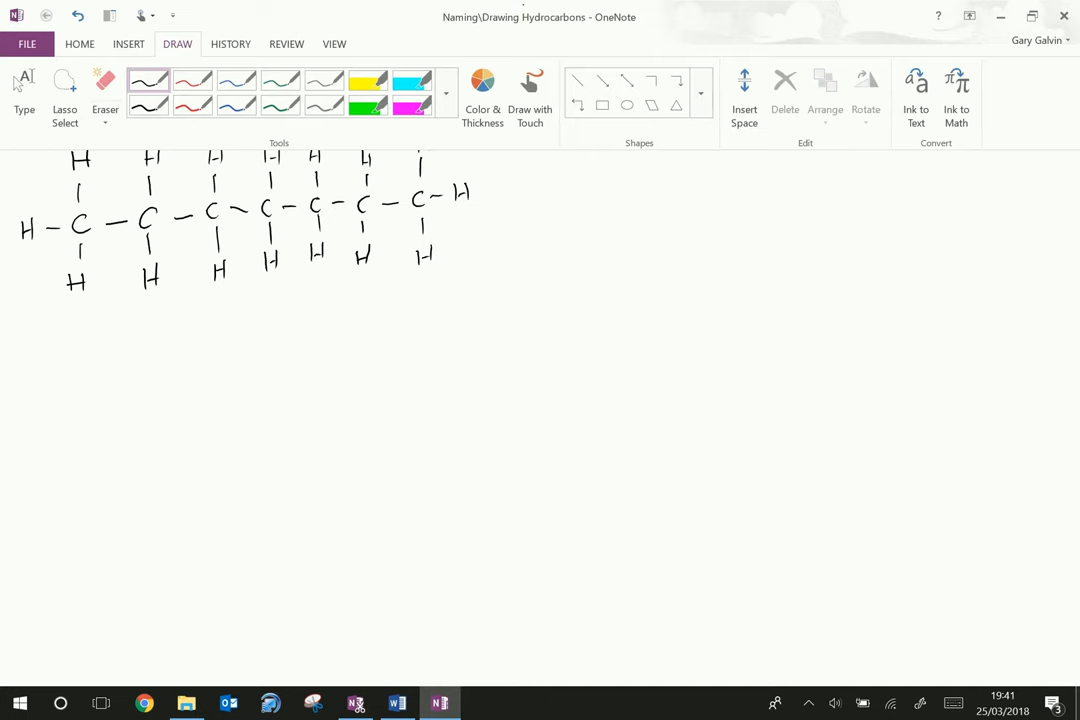 Naming\Drawing Hydrocarbons - OneNote
?
Gary Galvin
FILE HOME INSERT DRAW HISTORY REVIEW VIEW
Type
Lasso Select
Eraser
Color & Thickness
Draw with Touch
Insert Space
Delete
Arrange
Rotate
Ink to Text
Ink to Math
Tools Shapes Edit Convert
H H H H H H
H - C - C - C - C - C - C - C - H
H H H H H H H
19:41
25/03/2018
3